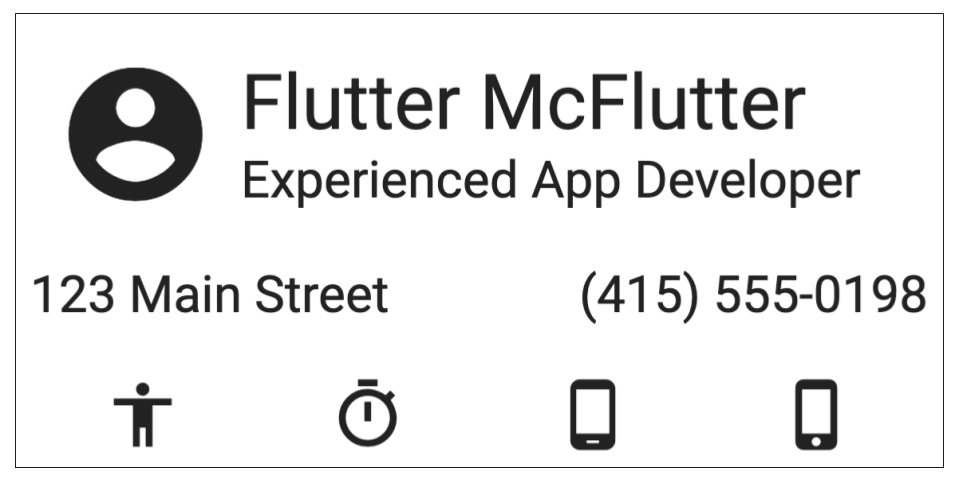 Flutter McFlutter
Experienced App Developer
123 Main Street (415) 555-0198